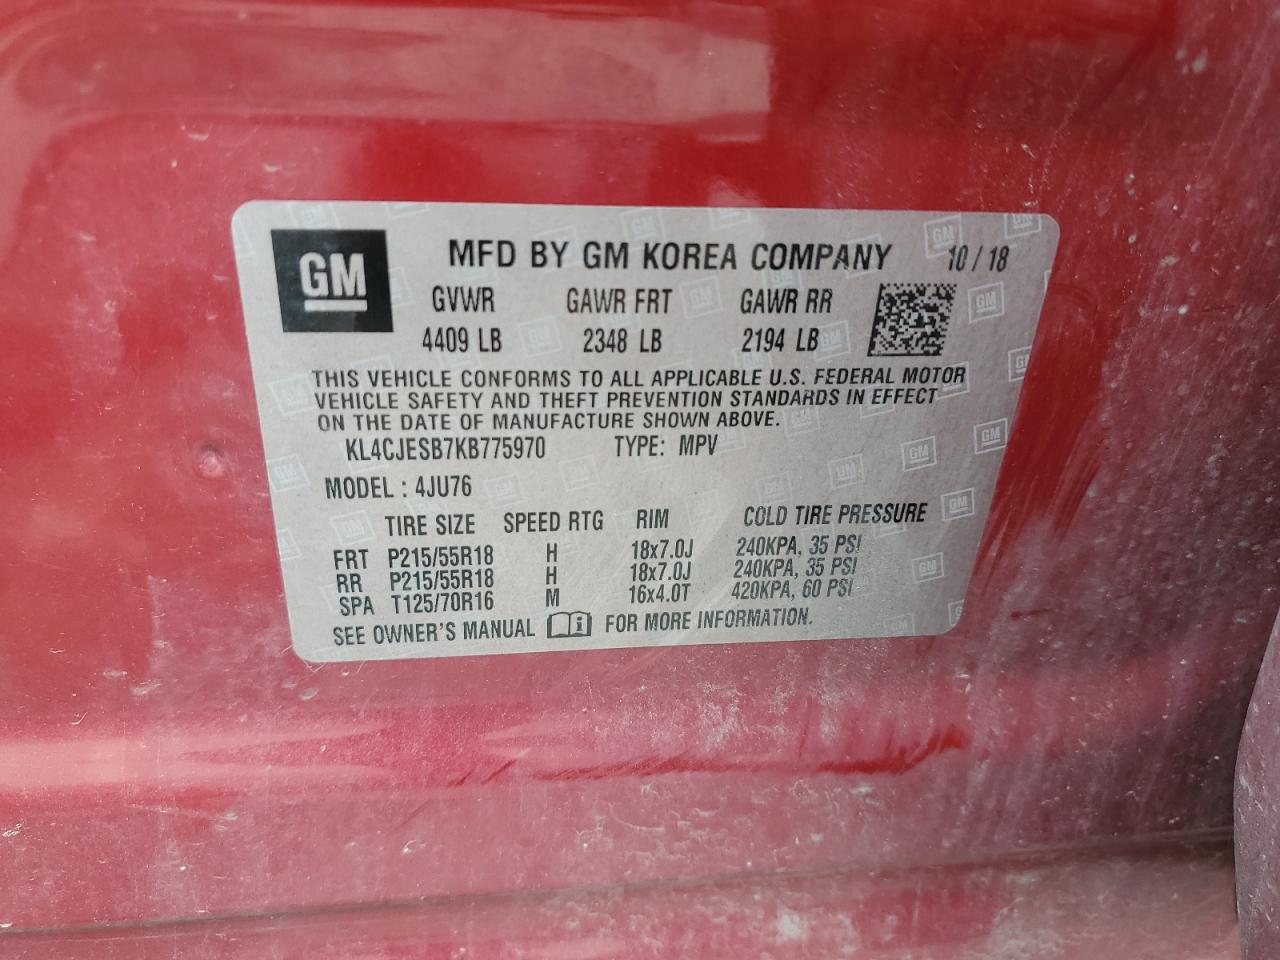 GM MFD BY GM KOREA COMPANY 10 / 18
GVWR GAWR FRT GAWR RR
4409 LB 2348 LB 2194 LB
THIS VEHICLE CONFORMS TO ALL APPLICABLE U.S. FEDERAL MOTOR
VEHICLE SAFETY AND THEFT PREVENTION STANDARDS IN EFFECT
ON THE DATE OF MANUFACTURE SHOWN ABOVE.
KL4CJESB7KB775970 TYPE: MPV
MODEL : 4JU76
TIRE SIZE SPEED RTG RIM COLD TIRE PRESSURE
FRT P215/55R18 H 18x7.0J 240KPA, 35 PSI
RR P215/55R18 H 18x7.0J 240KPA, 35 PSI
SPA T125/70R16 M 16x4.0T 420KPA, 60 PSI
SEE OWNER'S MANUAL FOR MORE INFORMATION.